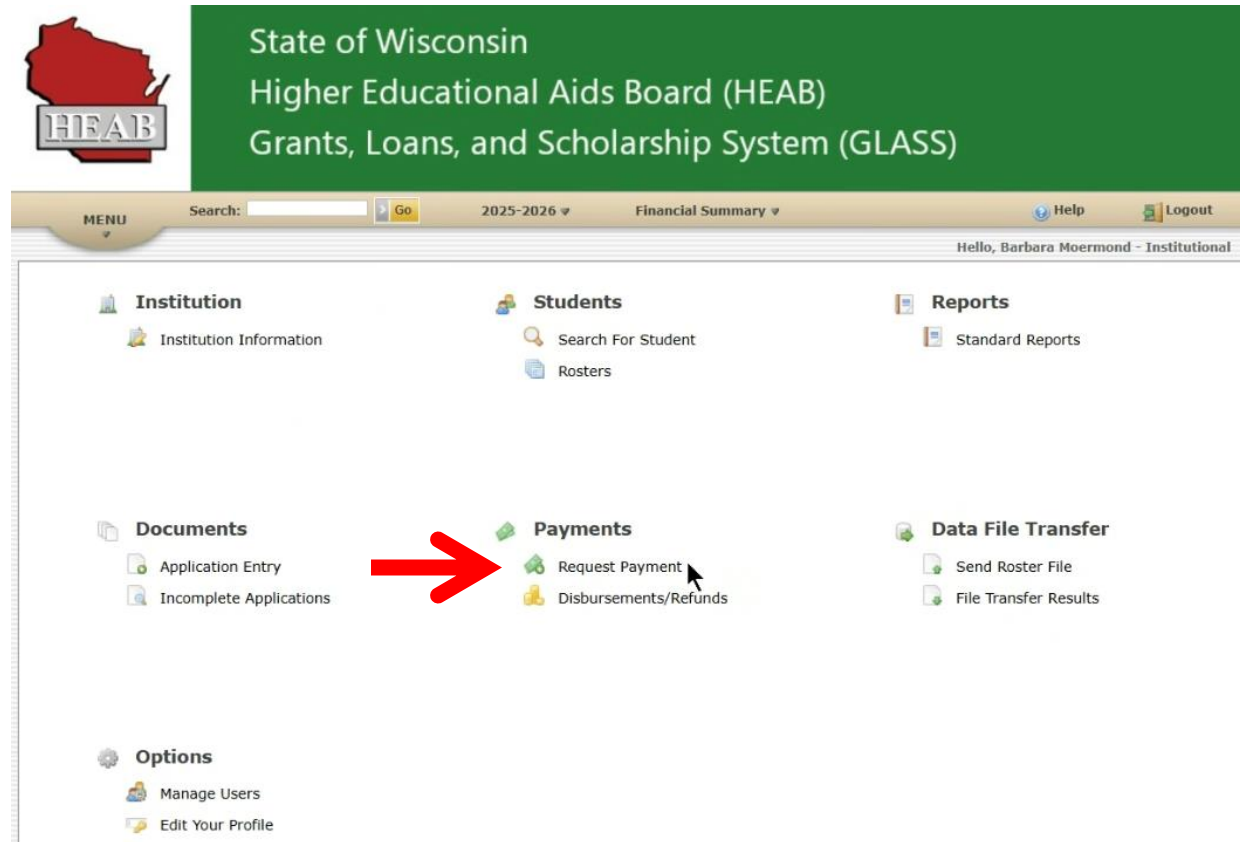 HEAB
State of Wisconsin
Higher Educational Aids Board (HEAB)
Grants, Loans, and Scholarship System (GLASS)
MENU
Search:
Go
2025-2026
Financial Summary
Help
Logout
Hello, Barbara Moermond - Institutional
Institution
Institution Information
Students
Search For Student
Rosters
Reports
Standard Reports
Documents
Application Entry
Incomplete Applications
Payments
Request Payment
Disbursements/Refunds
Data File Transfer
Send Roster File
File Transfer Results
Options
Manage Users
Edit Your Profile